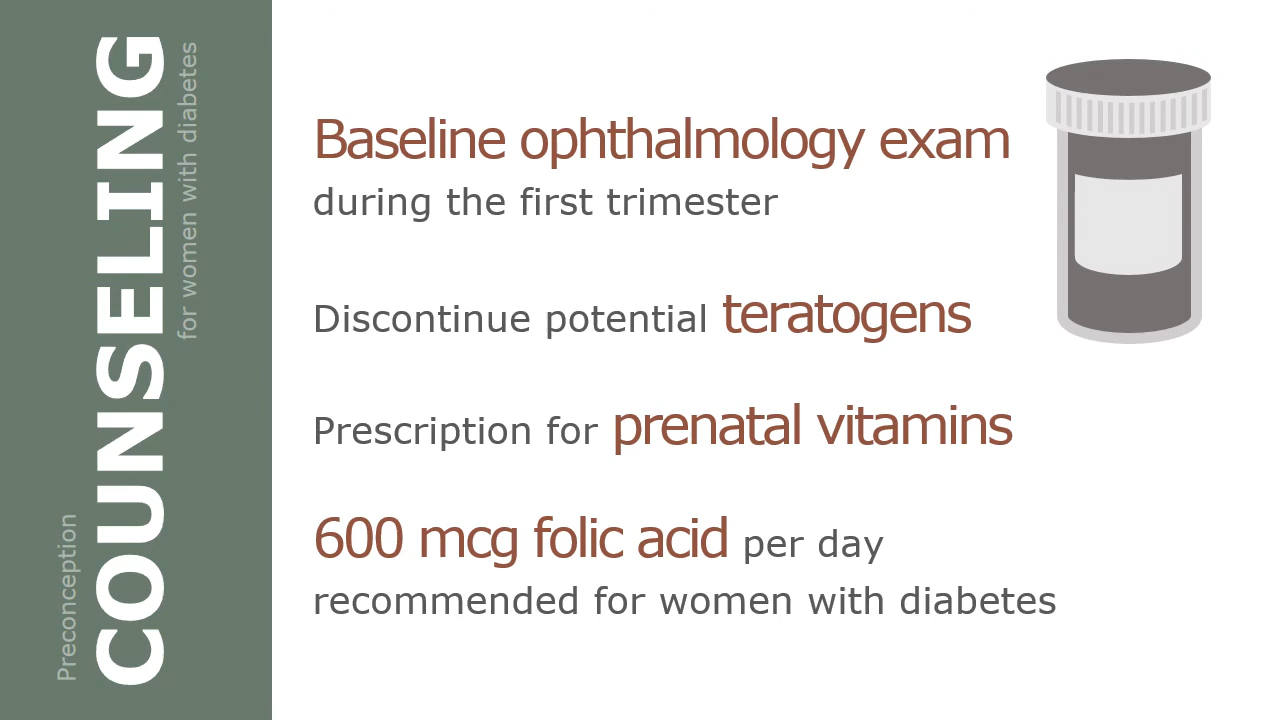 Preconception
COUNSELING
for women with diabetes
Baseline ophthalmology exam
during the first trimester
Discontinue potential teratogens
Prescription for prenatal vitamins
600 mcg folic acid per day
recommended for women with diabetes